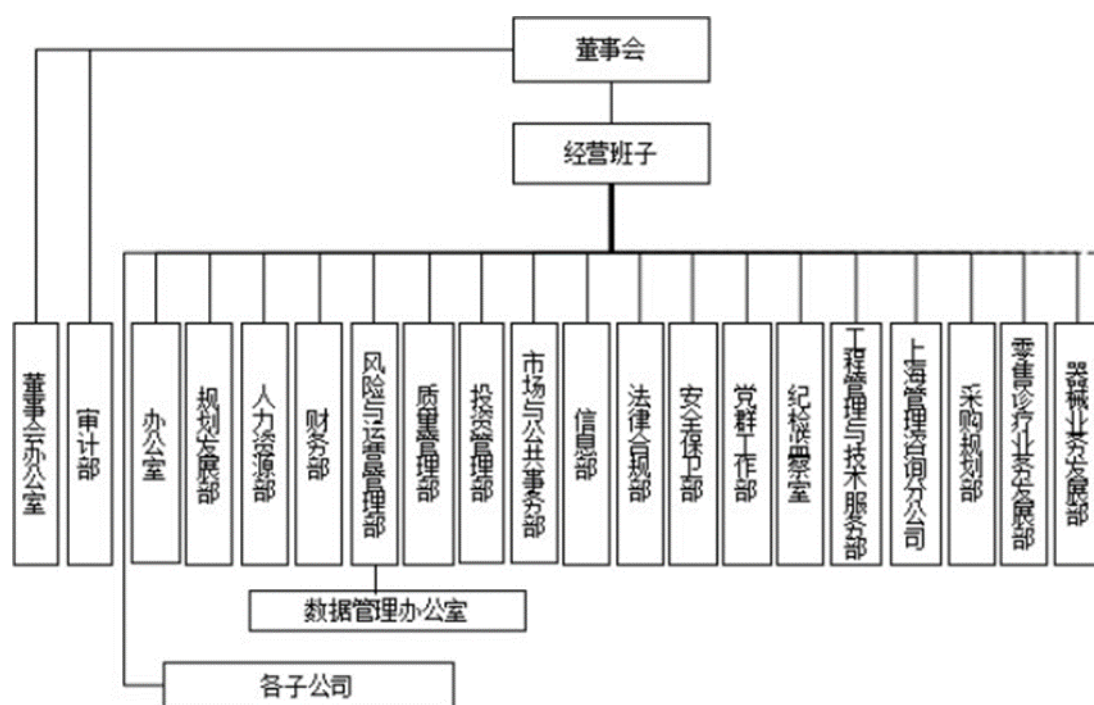 董事会
经营班子
董事会办公室
审计部
办公室
规划发展部
人力资源部
财务部
风险与运营管理部
质量管理部
投资管理部
市场与公共事务部
信息部
法律合规部
安全保卫部
党群工作部
纪检监察室
工程管理与技术服务部
上海管理咨询分公司
采购规划部
零售诊疗业务发展部
器械业务发展部
数据管理办公室
各子公司